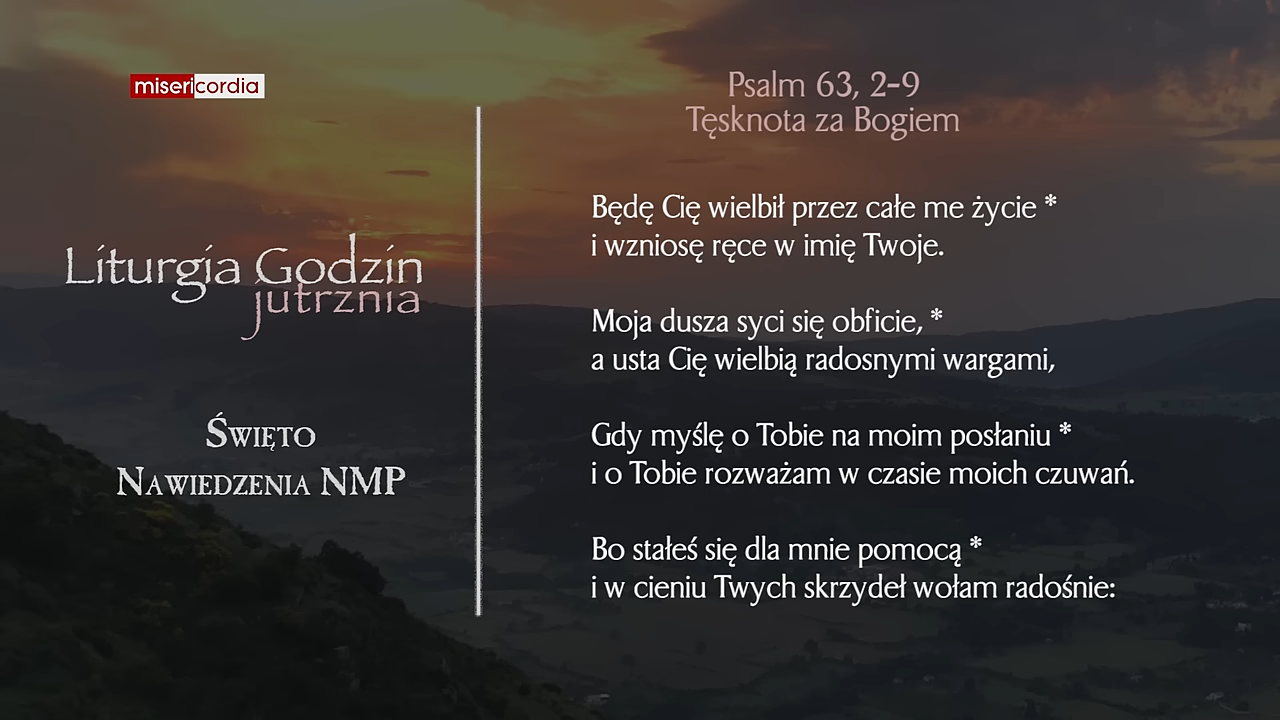 misericordia
Liturgia Godzin
jutrznia
Święto
Nawiedzenia NMP
Psalm 63, 2-9
Tęsknota za Bogiem
Będę Cię wielbił przez całe me życie *
i wzniosę ręce w imię Twoje.
Moja dusza syci się obficie, *
a usta Cię wielbią radosnymi wargami,
Gdy myślę o Tobie na moim posłaniu *
i o Tobie rozważam w czasie moich czuwań.
Bo stałeś się dla mnie pomocą *
i w cieniu Twych skrzydeł wołam radośnie: